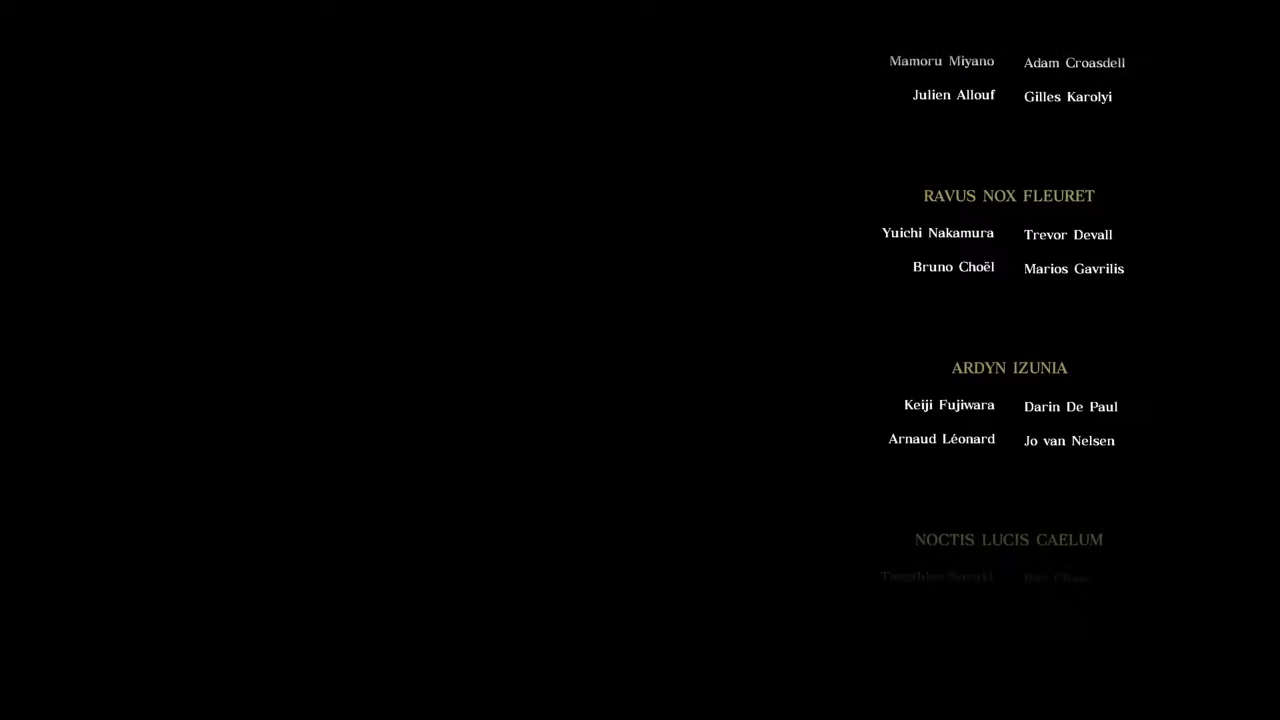 Mamoru Miyano Adam Croasdell
Julien Allouf Gilles Karolyi
RAVUS NOX FLEURET
Yuichi Nakamura Trevor Devall
Bruno Choël Marios Gavrilis
ARDYN IZUNIA
Keiji Fujiwara Darin De Paul
Arnaud Léonard Jo van Nelsen
NOCTIS LUCIS CAELUM